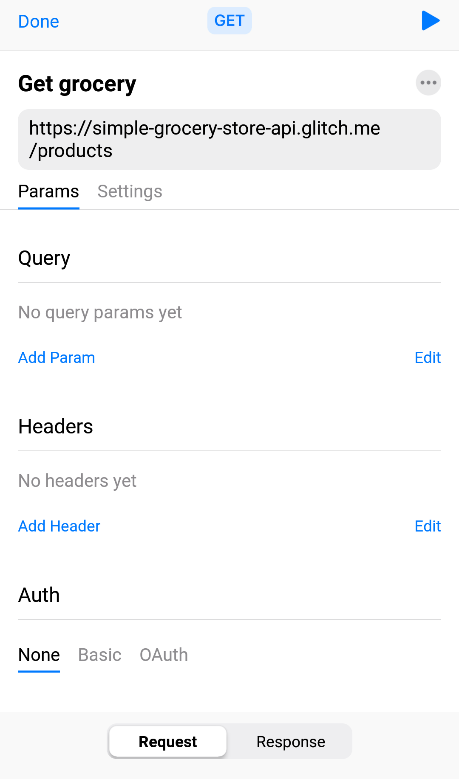 Done GET
Get grocery
https://simple-grocery-store-api.glitch.me
/products
Params Settings
Query
No query params yet
Add Param Edit
Headers
No headers yet
Add Header Edit
Auth
None Basic OAuth
Request Response